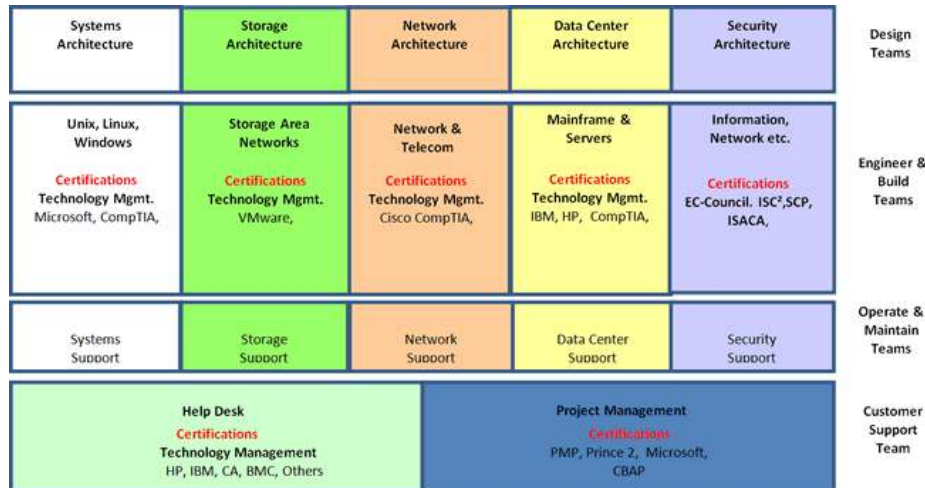 Systems
Architecture
Storage
Architecture
Network
Architecture
Data Center
Architecture
Security
Architecture
Design
Teams
Unix, Linux,
Windows
Certifications
Technology Mgmt.
Microsoft, CompTIA,
Storage Area
Networks
Certifications
Technology Mgmt.
VMware,
Network &
Telecom
Certifications
Technology Mgmt.
Cisco CompTIA,
Mainframe &
Servers
Certifications
Technology Mgmt.
IBM, HP, CompTIA,
Information,
Network etc.
Certifications
EC-Council. ISC²,SCP,
ISACA,
Engineer &
Build
Teams
Systems
Support
Storage
Support
Network
Support
Data Center
Support
Security
Support
Operate &
Maintain
Teams
Help Desk
Certifications
Technology Management
HP, IBM, CA, BMC, Others
Project Management
Certifications
PMP, Prince 2, Microsoft,
CBAP
Customer
Support
Team